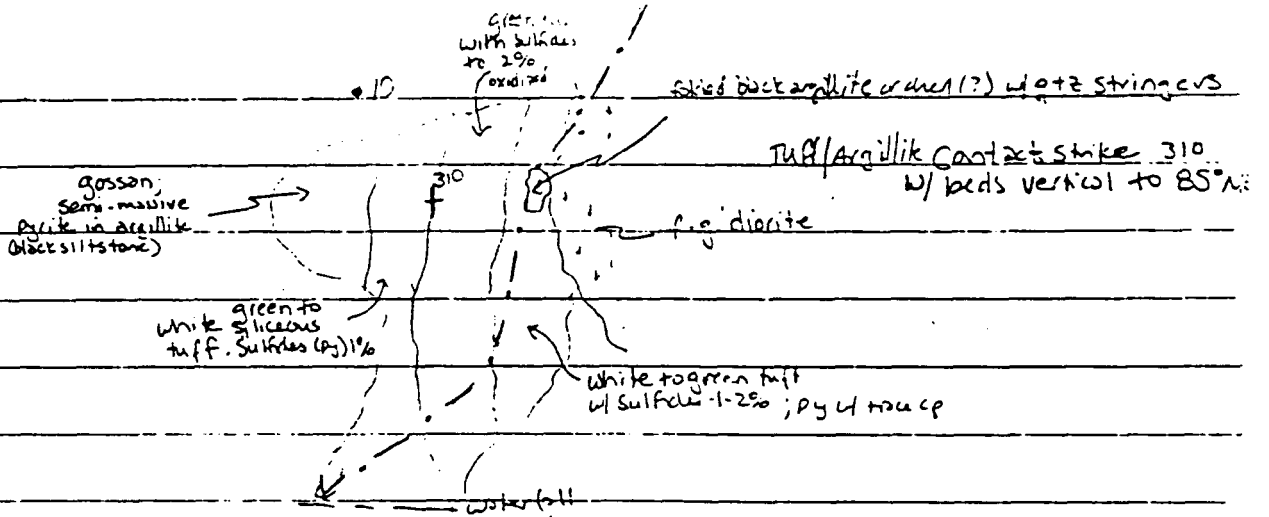 with sulfides
to 2%,
oxidized
• 10
black argillite or chert (?) w qtz stringers
Tuff/Argillite Contact: Strike 310
w/ beds vertical to 85°N
310
gossan;
semi-massive
pyrite in argillite
(black siltstone)
f.g diorite
green to
white siliceous
tuff. Sulfides (py) 1%
white to green tuff
w/ Sulfides -1-2% ; py w/ trace cp
waterfall